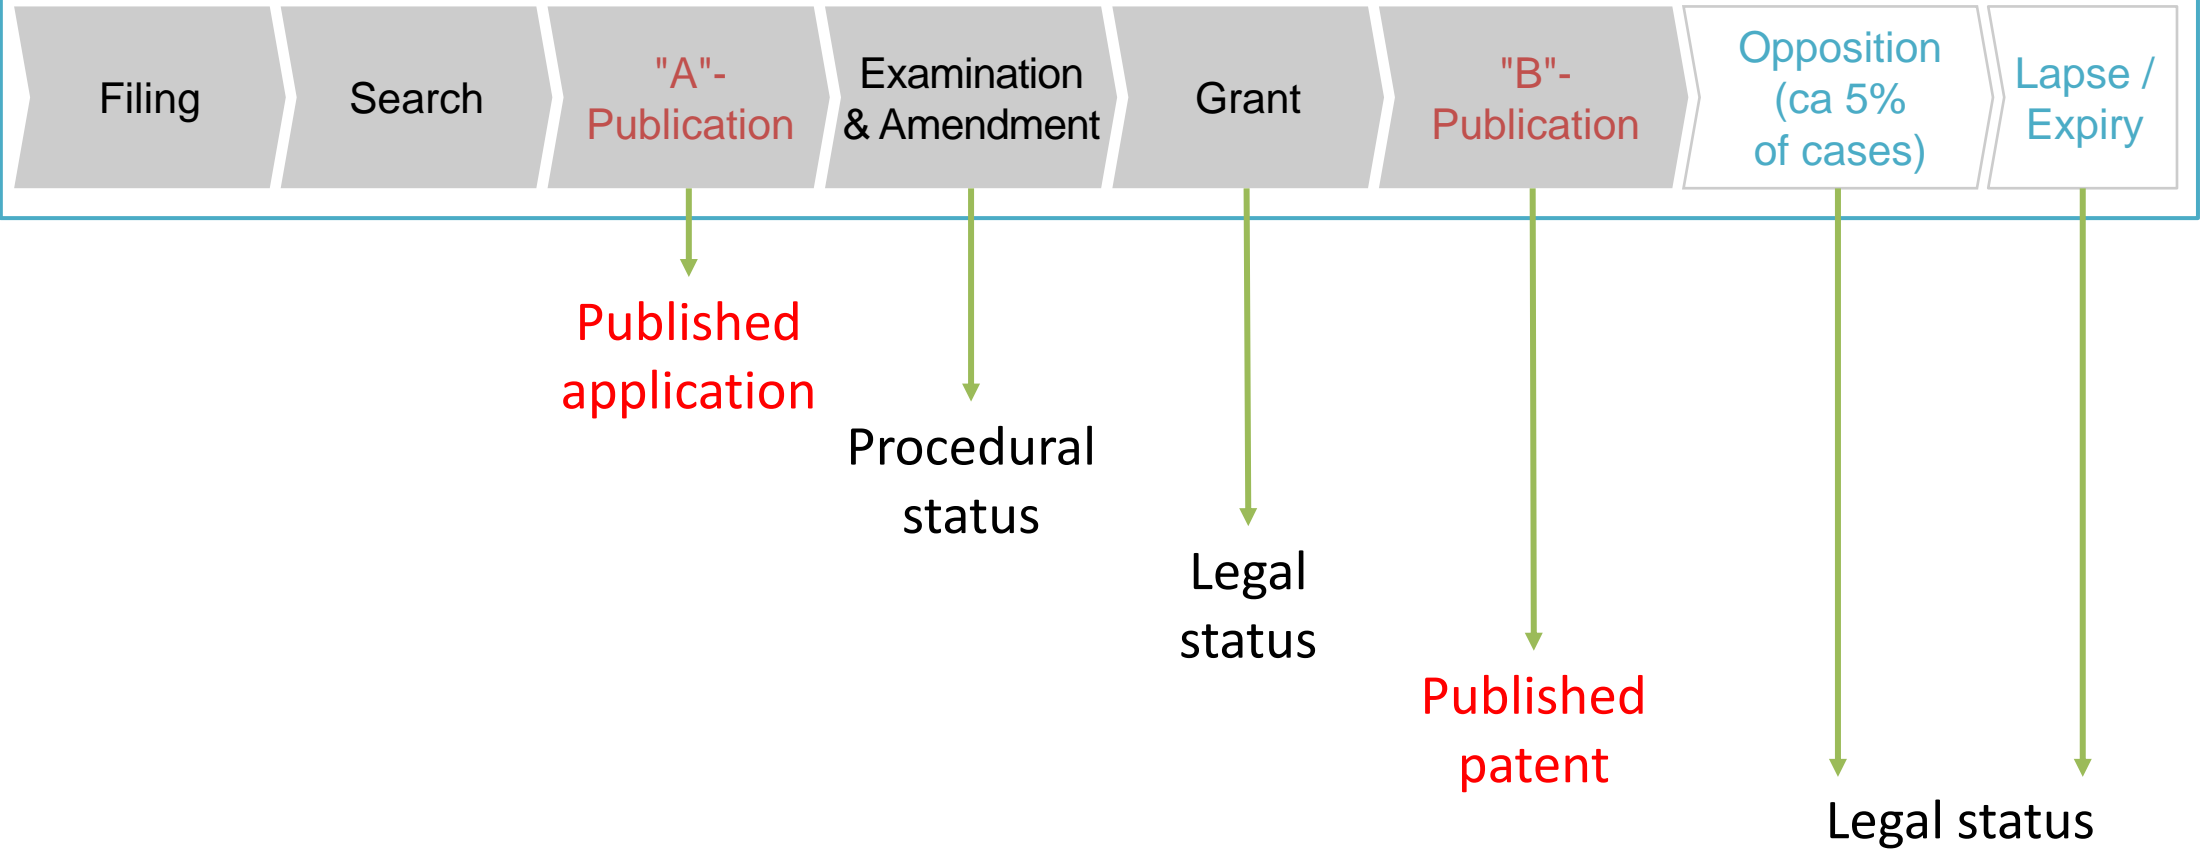 Filing
Search
"A"-
Publication
Examination
& Amendment
Grant
"B"-
Publication
Opposition
(ca 5%
of cases)
Lapse /
Expiry
Published
application
Procedural
status
Legal
status
Published
patent
Legal status